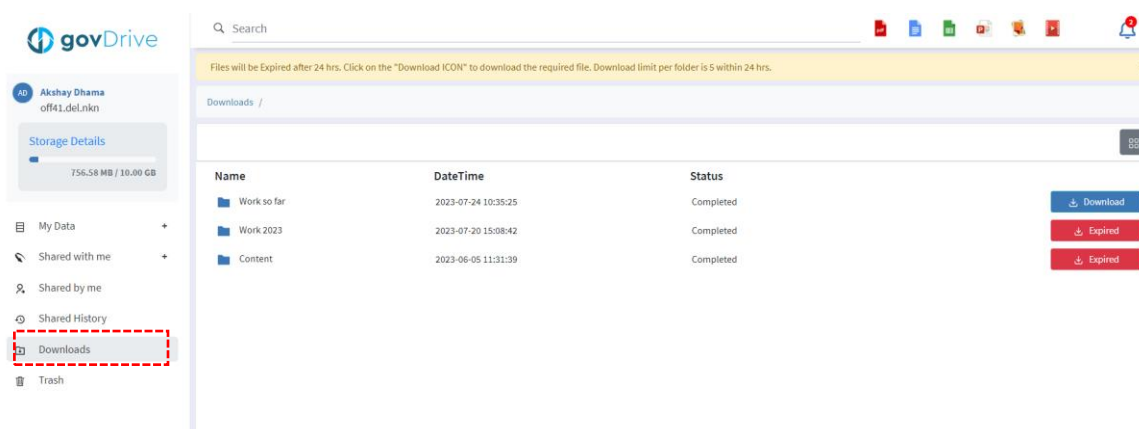 govDrive
Search
2
Files will be Expired after 24 hrs. Click on the "Download ICON" to download the required file. Download limit per folder is 5 within 24 hrs.
AD Akshay Dhama
off41.del.nkn
Downloads /
Storage Details
756.58 MB / 10.00 GB
Name DateTime Status
Work so far 2023-07-24 10:35:25 Completed Download
Work 2023 2023-07-20 15:08:42 Completed Expired
Content 2023-06-05 11:31:39 Completed Expired
My Data +
Shared with me +
Shared by me
Shared History
Downloads
Trash